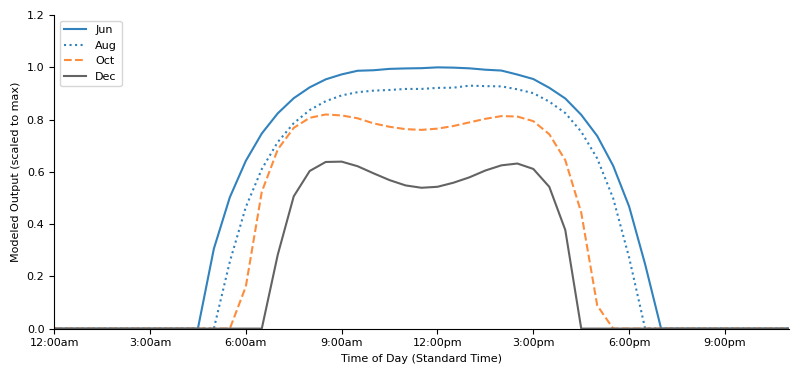 1.2
1.0
0.8
0.6
0.4
0.2
0.0
Modeled Output (scaled to max)
Jun
Aug
Oct
Dec
12:00am 3:00am 6:00am 9:00am 12:00pm 3:00pm 6:00pm 9:00pm
Time of Day (Standard Time)